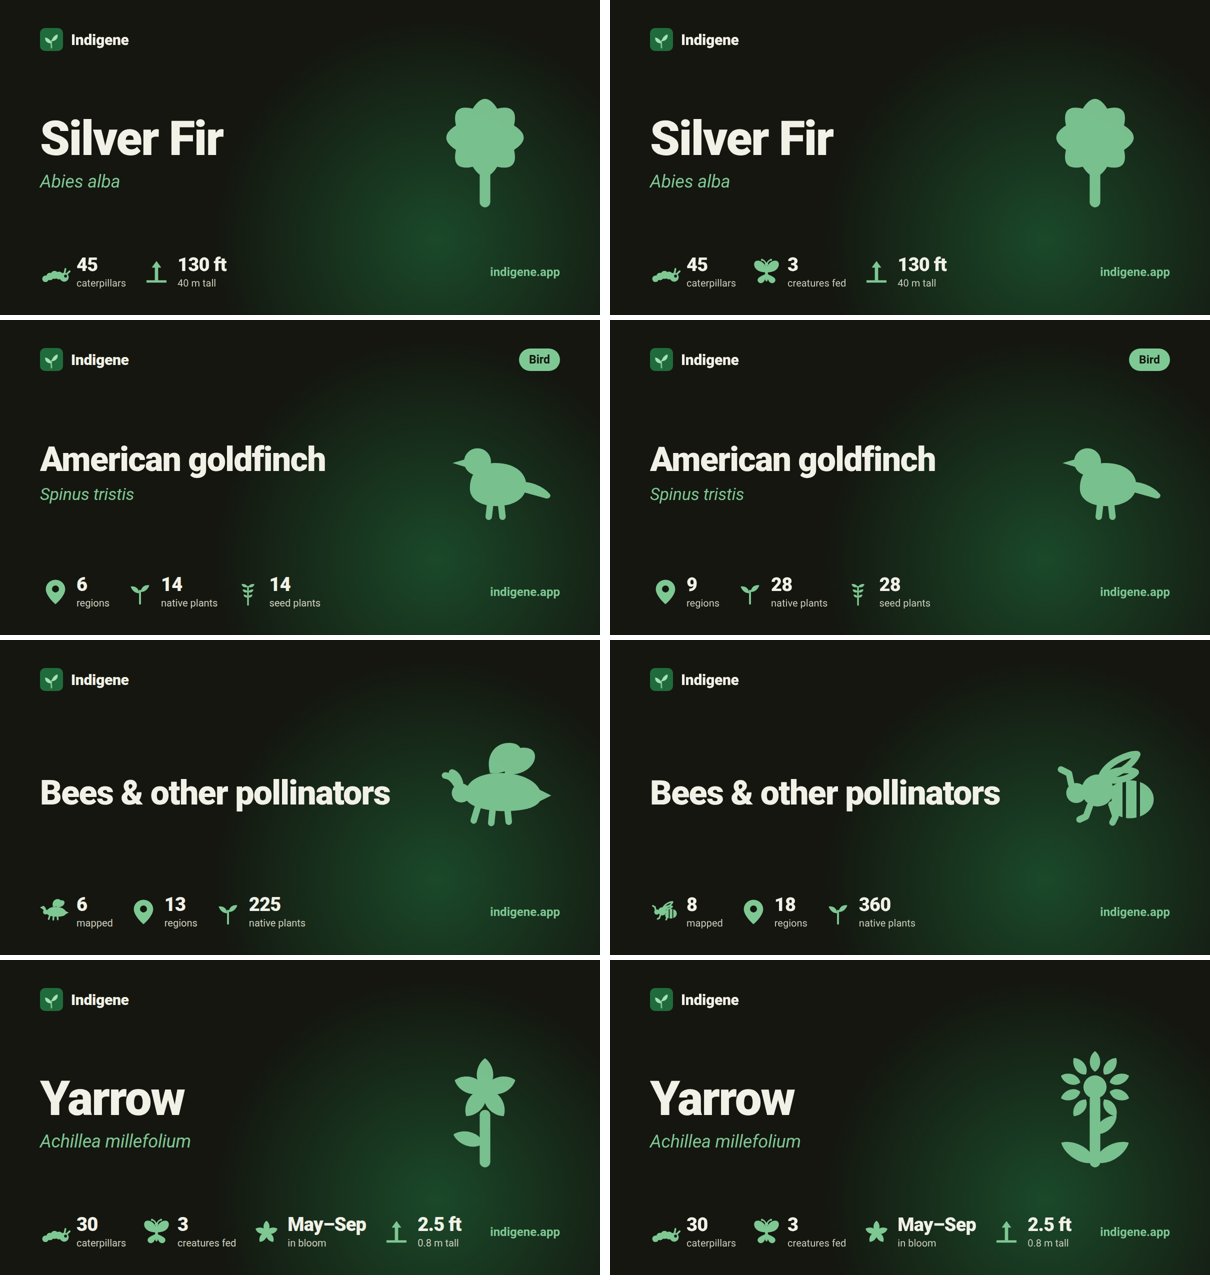 Indigene
Silver Fir
Abies alba
45 130 ft
caterpillars 40 m tall
indigene.app
Indigene
Silver Fir
Abies alba
45 3 130 ft
caterpillars creatures fed 40 m tall
indigene.app
Indigene
Bird
American goldfinch
Spinus tristis
6 14 14
regions native plants seed plants
indigene.app
Indigene
Bird
American goldfinch
Spinus tristis
9 28 28
regions native plants seed plants
indigene.app
Indigene
Bees & other pollinators
6 13 225
mapped regions native plants
indigene.app
Indigene
Bees & other pollinators
8 18 360
mapped regions native plants
indigene.app
Indigene
Yarrow
Achillea millefolium
30 3 May–Sep 2.5 ft
caterpillars creatures fed in bloom 0.8 m tall
indigene.app
Indigene
Yarrow
Achillea millefolium
30 3 May–Sep 2.5 ft
caterpillars creatures fed in bloom 0.8 m tall
indigene.app